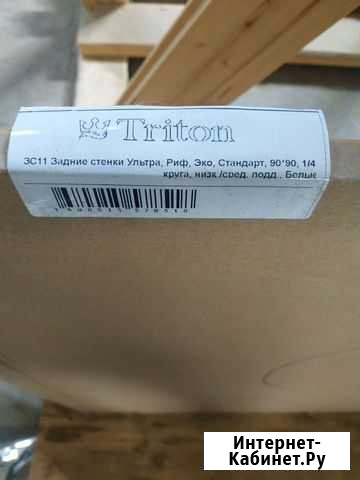 Triton
ЗС11 Задние стенки Ультра, Риф, Эко, Стандарт, 90*90, 1/4
круга, низк./сред. подд., Белые
Интернет-
Кабинет.Ру